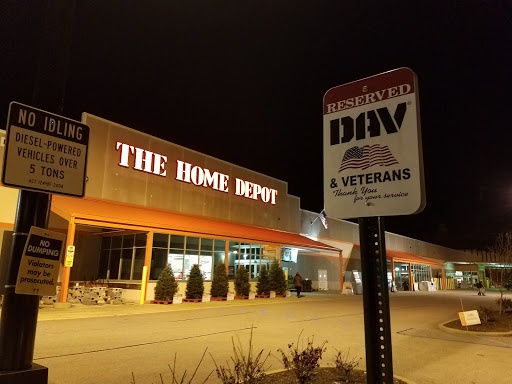 NO IDLING
DIESEL-POWERED
VEHICLES OVER
5 TONS
NO
DUMPING
Violators
may be
prosecuted.
THE HOME DEPOT
RESERVED
DAV
& VETERANS
Thank You
for your service